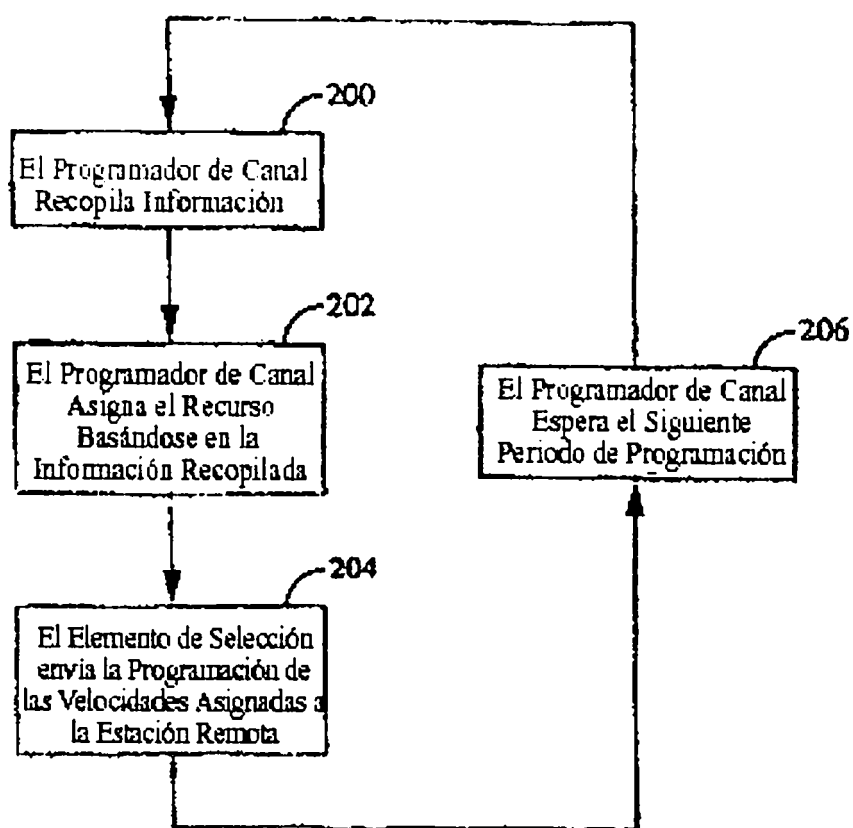 200
El Programador de Canal
Recopila Información
202
El Programador de Canal
Asigna el Recurso
Basándose en la
Información Recopilada
204
El Elemento de Selección
envia la Programación de
las Velocidades Asignadas a
la Estación Remota
206
El Programador de Canal
Espera el Siguiente
Periodo de Programación